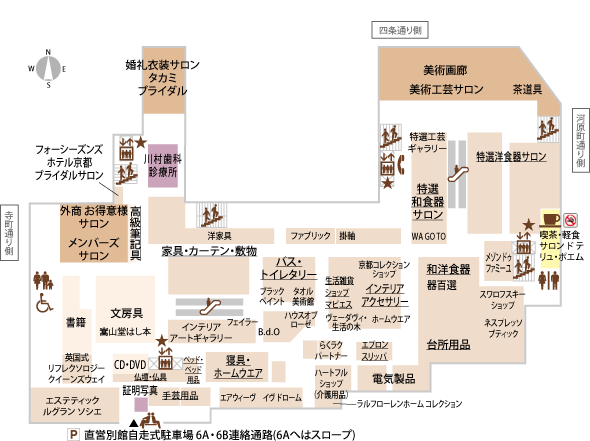 四条通り側
N
W E
S
婚礼衣装サロン
タカミ
ブライダル
美術画廊
美術工芸サロン
茶道具
河原町通り側
フォーシーズンズ
ホテル京都
ブライダルサロン
川村歯科
診療所
特選工芸
ギャラリー
特選洋食器サロン
特選
和食器
サロン
WA GOTO
寺町通り側
外商 お得意様
サロン
メンバーズ
サロン
高級筆記具
洋家具
ファブリック
掛軸
喫茶・軽食
サロン ド テ
リュ・ボエム
家具・カーテン・敷物
バス・
トイレタリー
京都コレクション
ショップ
和洋食器
器百選
メゾンドゥ
ファミーユ
ブラック
ペイント
タオル
美術館
生活雑貨
ショップ
マピエス
インテリア
アクセサリー
スワロフスキー
ショップ
書籍
文房具
嵩山堂はし本
インテリア
アートギャラリー
フェイラー
B.d.O
ハウスオブ
ローゼ
ヴェーダヴィ・
生活の木
ホームウエア
ネスプレッソ
ブティック
台所用品
英国式
リフレクソロジー
クイーンズウェイ
CD・DVD
仏壇・仏具
ベッド・
ベッド
用品
寝具・
ホームウエア
らくラク
パートナー
エプロン
スリッパ
ハートフル
ショップ
(介護用品)
電気製品
エステティック
ルグラン ソシエ
証明写真
手芸用品
エアウィーヴ
イヴドローム
ラルフローレンホーム コレクション
P 直営別館自走式駐車場 6A・6B連絡通路(6Aへはスロープ)